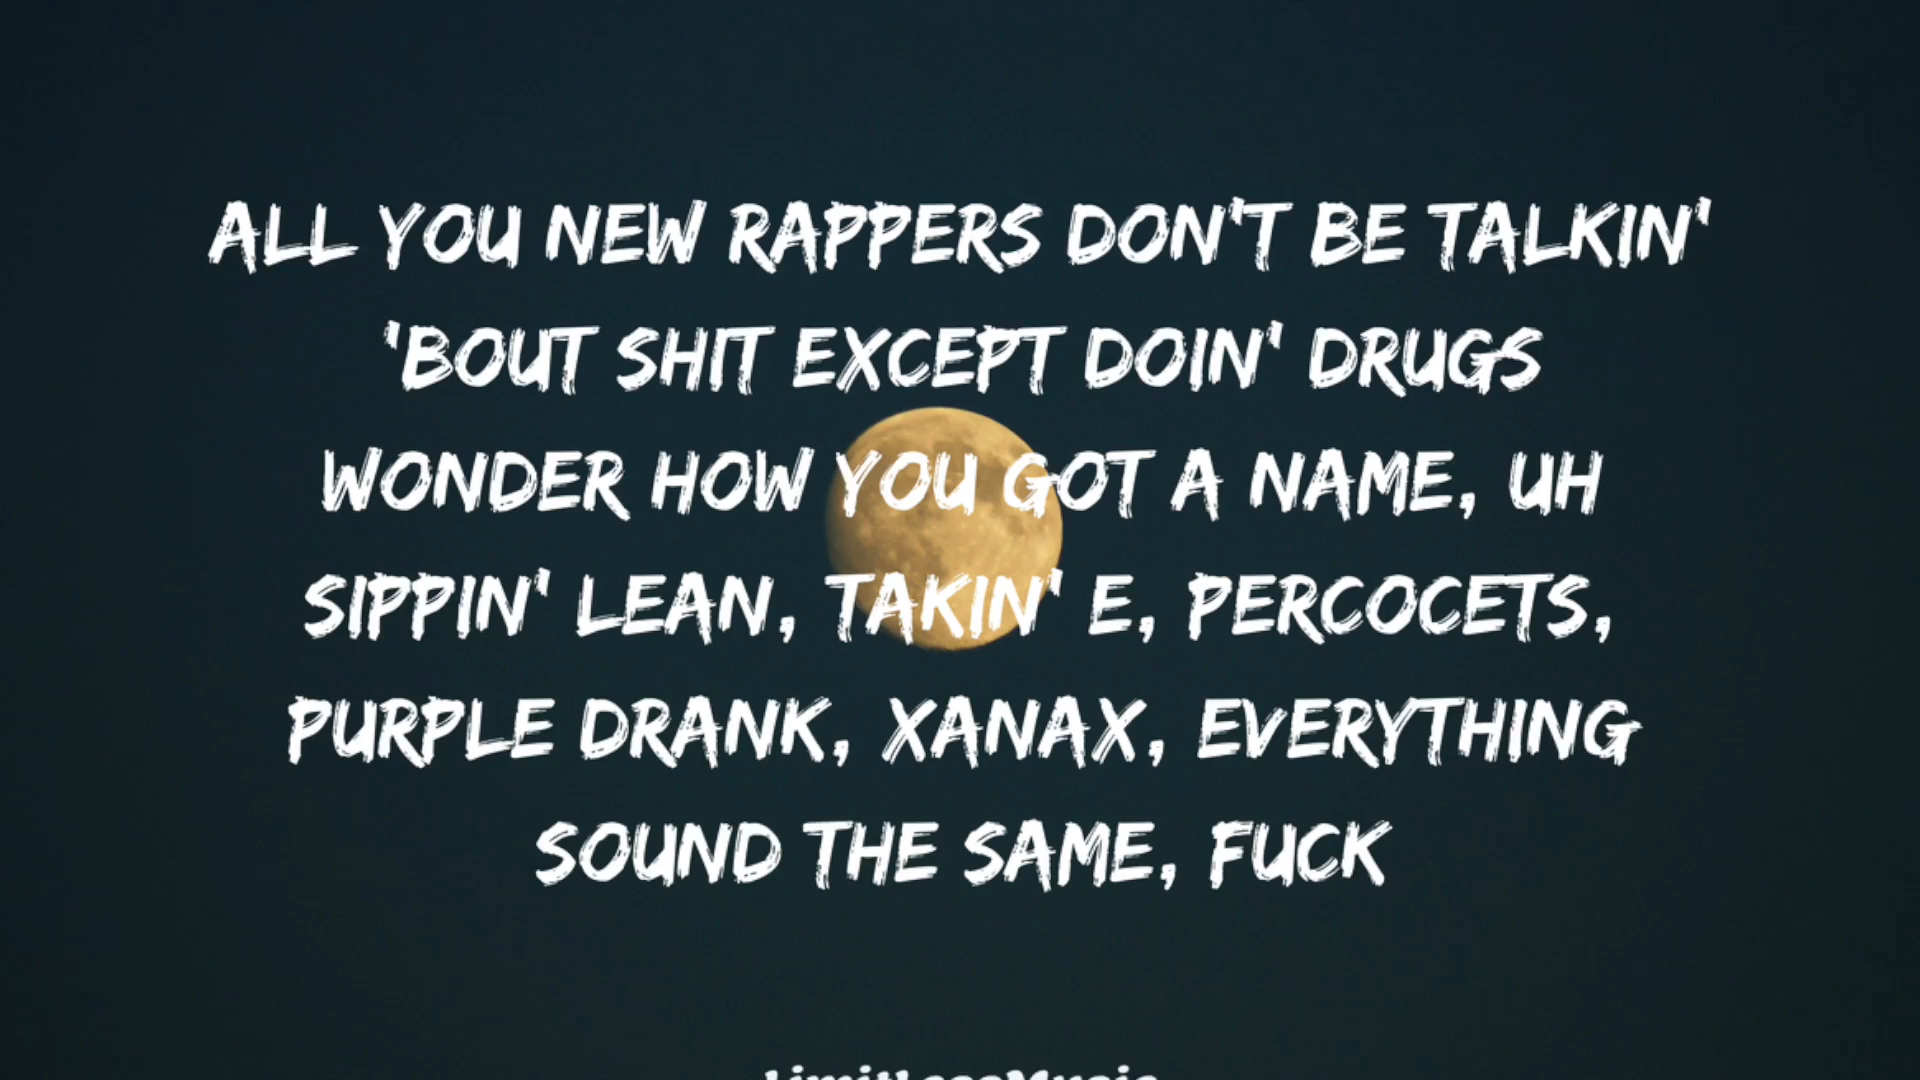 ALL YOU NEW RAPPERS DON'T BE TALKIN'
'BOUT SHIT EXCEPT DOIN' DRUGS
WONDER HOW YOU GOT A NAME, UH
SIPPIN' LEAN, TAKIN' E, PERCOCETS,
PURPLE DRANK, XANAX, EVERYTHING
SOUND THE SAME, FUCK
LimitLessMusic